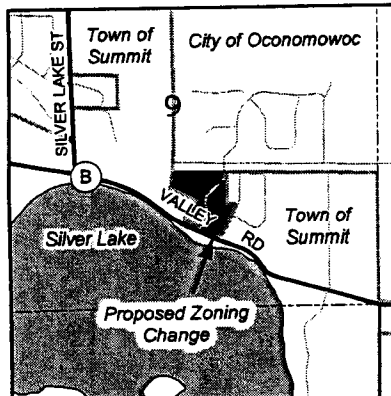 Town of
Summit
City of Oconomowoc
SILVER LAKE ST
9
B
VALLEY
RD
Silver Lake
Town of
Summit
Proposed Zoning
Change